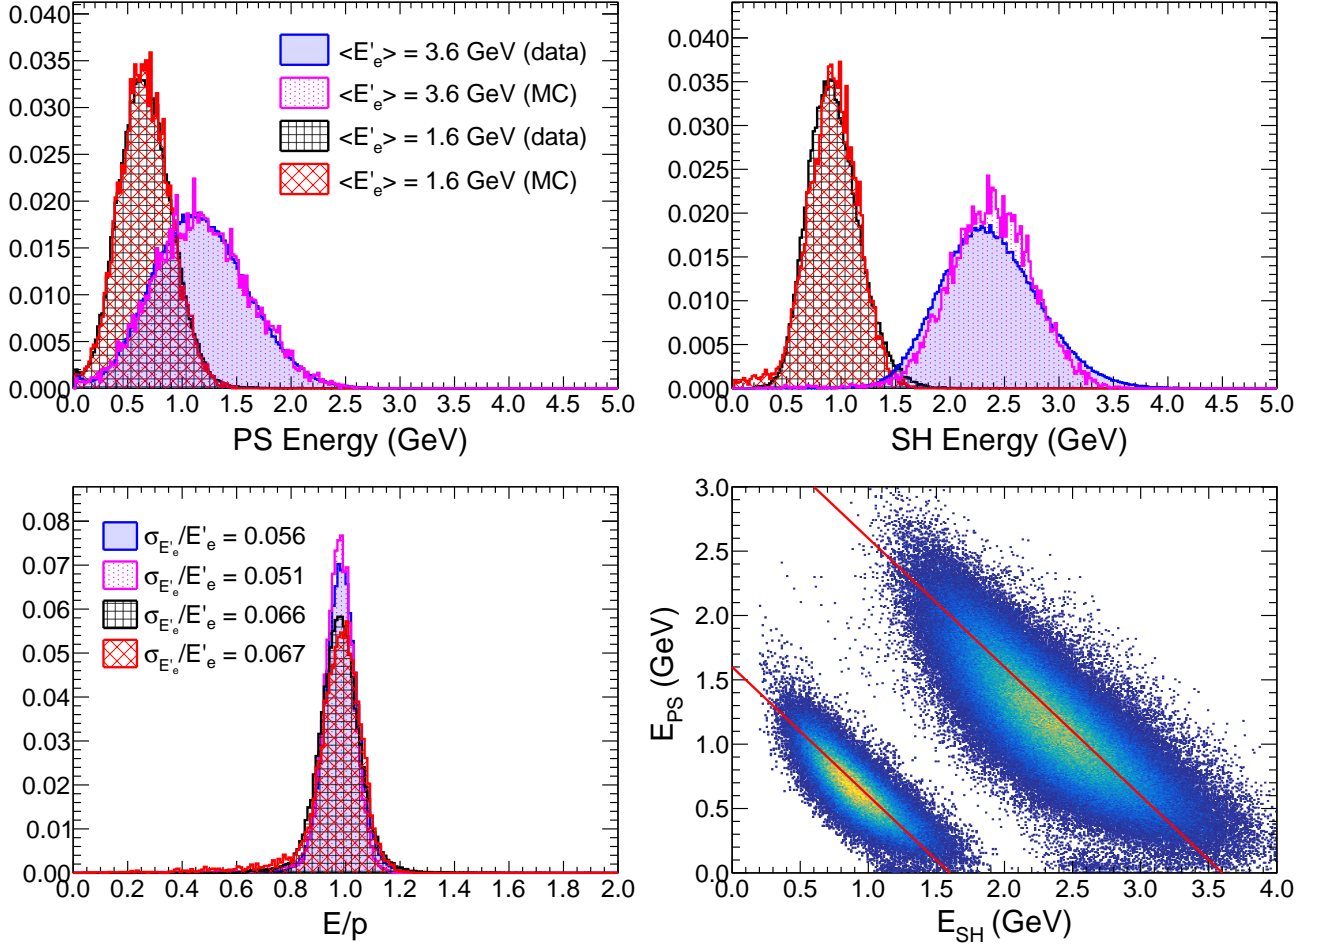 0.040
0.035
0.030
0.025
0.020
0.015
0.010
0.005
0.000
<E'e> = 3.6 GeV (data)
<E'e> = 3.6 GeV (MC)
<E'e> = 1.6 GeV (data)
<E'e> = 1.6 GeV (MC)
0.0 0.5 1.0 1.5 2.0 2.5 3.0 3.5 4.0 4.5 5.0
PS Energy (GeV)
0.040
0.035
0.030
0.025
0.020
0.015
0.010
0.005
0.000
0.0 0.5 1.0 1.5 2.0 2.5 3.0 3.5 4.0 4.5 5.0
SH Energy (GeV)
0.08
0.07
0.06
0.05
0.04
0.03
0.02
0.01
0.00
σE'e/E'e = 0.056
σE'e/E'e = 0.051
σE'e/E'e = 0.066
σE'e/E'e = 0.067
0.0 0.2 0.4 0.6 0.8 1.0 1.2 1.4 1.6 1.8 2.0
E/p
3.0
2.5
2.0
1.5
1.0
0.5
0.0
EPS (GeV)
0.0 0.5 1.0 1.5 2.0 2.5 3.0 3.5 4.0
ESH (GeV)